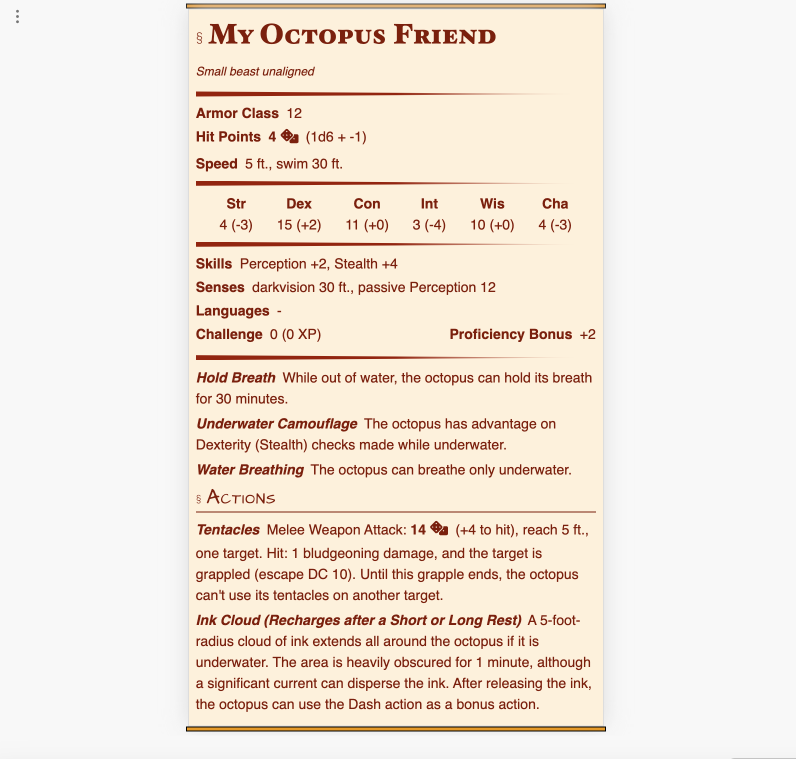 § My Octopus Friend
Small beast unaligned
Armor Class 12
Hit Points 4 (1d6 + -1)
Speed 5 ft., swim 30 ft.
Str Dex Con Int Wis Cha
4 (-3) 15 (+2) 11 (+0) 3 (-4) 10 (+0) 4 (-3)
Skills Perception +2, Stealth +4
Senses darkvision 30 ft., passive Perception 12
Languages -
Challenge 0 (0 XP) Proficiency Bonus +2
Hold Breath While out of water, the octopus can hold its breath
for 30 minutes.
Underwater Camouflage The octopus has advantage on
Dexterity (Stealth) checks made while underwater.
Water Breathing The octopus can breathe only underwater.
§ Actions
Tentacles Melee Weapon Attack: 14 (+4 to hit), reach 5 ft.,
one target. Hit: 1 bludgeoning damage, and the target is
grappled (escape DC 10). Until this grapple ends, the octopus
can't use its tentacles on another target.
Ink Cloud (Recharges after a Short or Long Rest) A 5-foot-
radius cloud of ink extends all around the octopus if it is
underwater. The area is heavily obscured for 1 minute, although
a significant current can disperse the ink. After releasing the ink,
the octopus can use the Dash action as a bonus action.